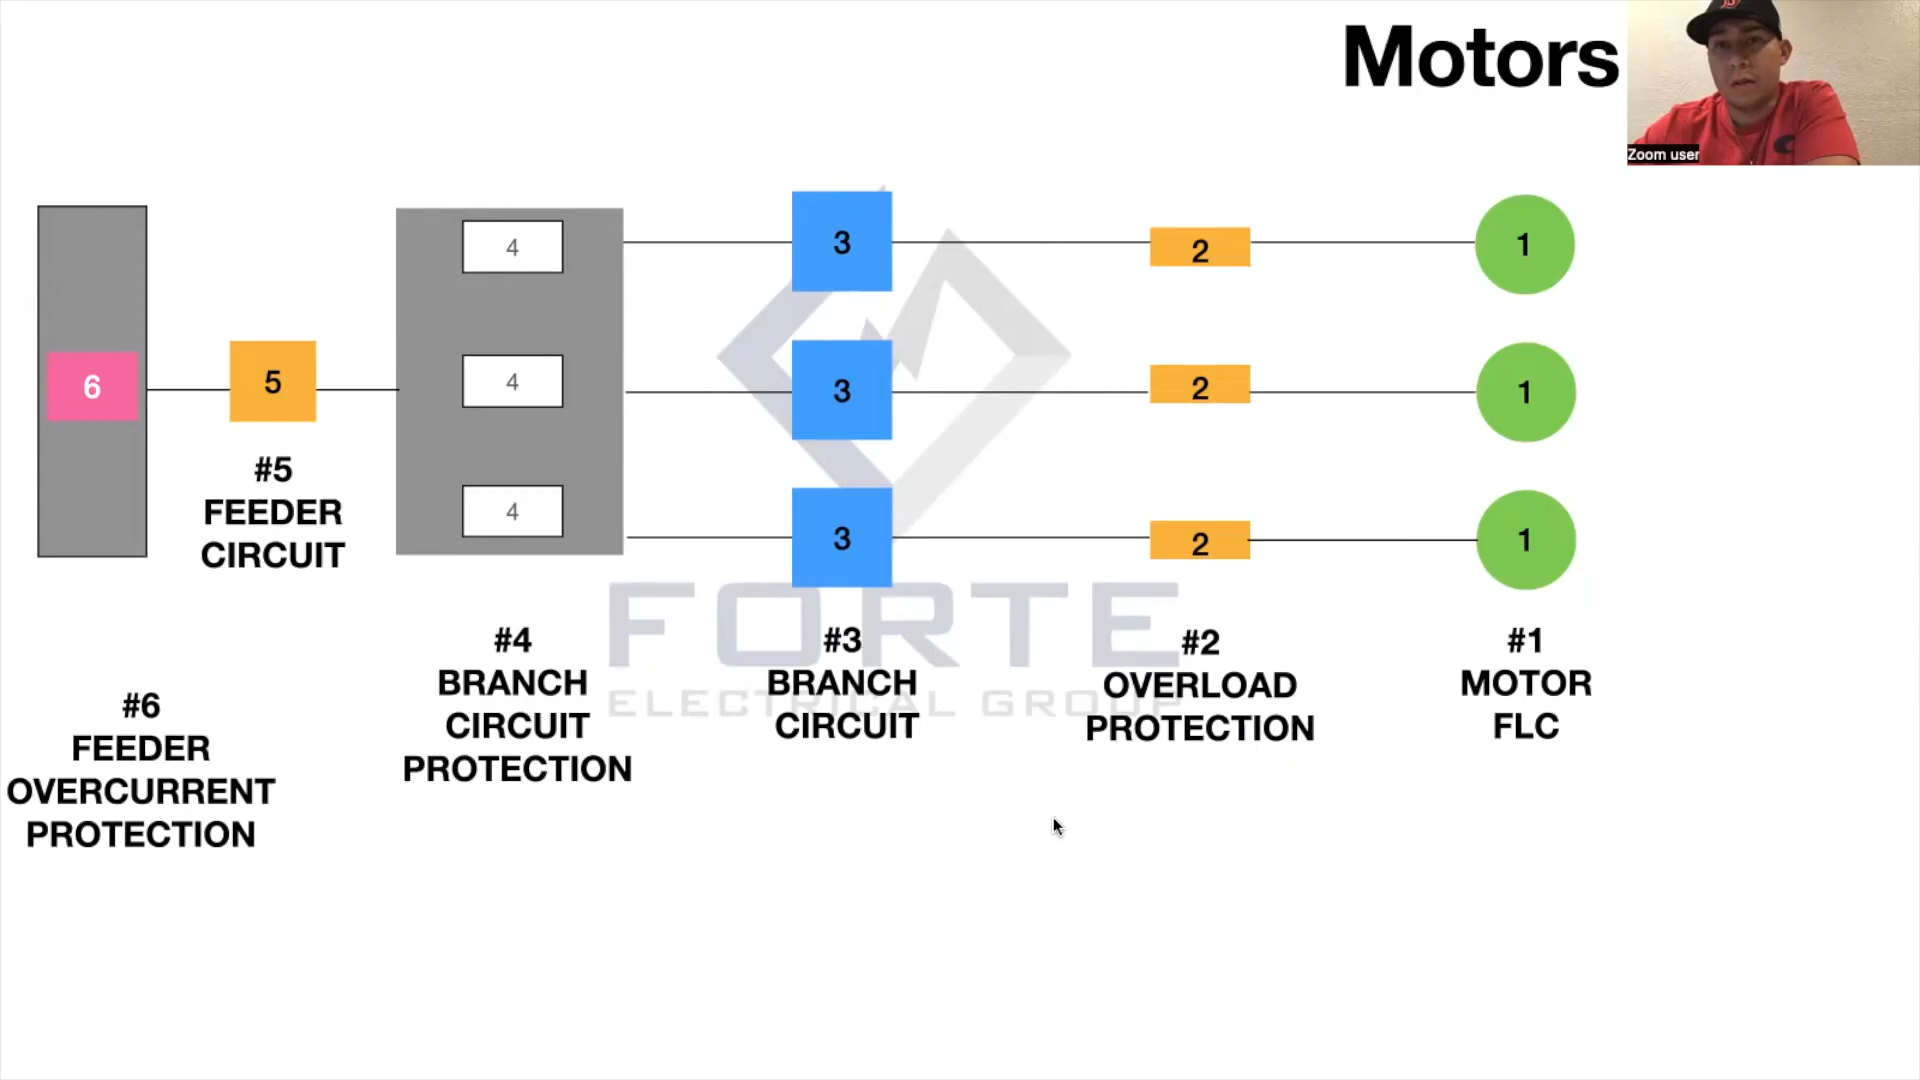 Motors
Zoom user
4
3
2
1
6
5
4
3
2
1
4
3
2
1
#5
FEEDER
CIRCUIT
#6
FEEDER
OVERCURRENT
PROTECTION
#4
BRANCH
CIRCUIT
PROTECTION
#3
BRANCH
CIRCUIT
#2
OVERLOAD
PROTECTION
#1
MOTOR
FLC
FORTE
ELECTRICAL GROUP